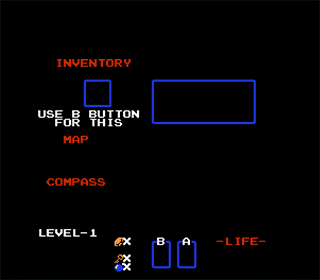 INVENTORY
USE B BUTTON
FOR THIS
MAP
COMPASS
LEVEL-1
X
B A
-LIFE-
X
X